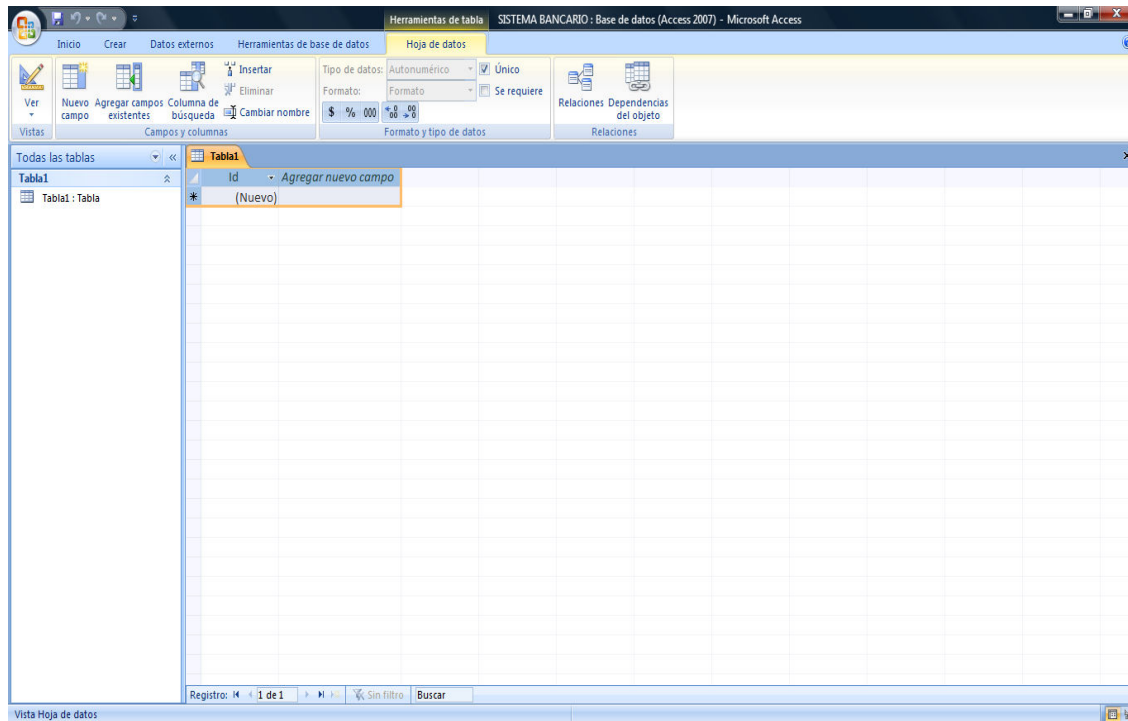 Herramientas de tabla SISTEMA BANCARIO : Base de datos (Access 2007) - Microsoft Access
Inicio Crear Datos externos Herramientas de base de datos Hoja de datos
Ver
Vistas
Nuevo campo
Agregar campos existentes
Columna de búsqueda
Insertar
Eliminar
Cambiar nombre
Campos y columnas
Tipo de datos: Autonumérico
Formato: Formato
$ % 000
Único
Se requiere
Formato y tipo de datos
Relaciones
Dependencias del objeto
Relaciones
Todas las tablas
Tabla1
Tabla1 : Tabla
Tabla1
Id Agregar nuevo campo
(Nuevo)
Registro: 1 de 1 Sin filtro Buscar
Vista Hoja de datos